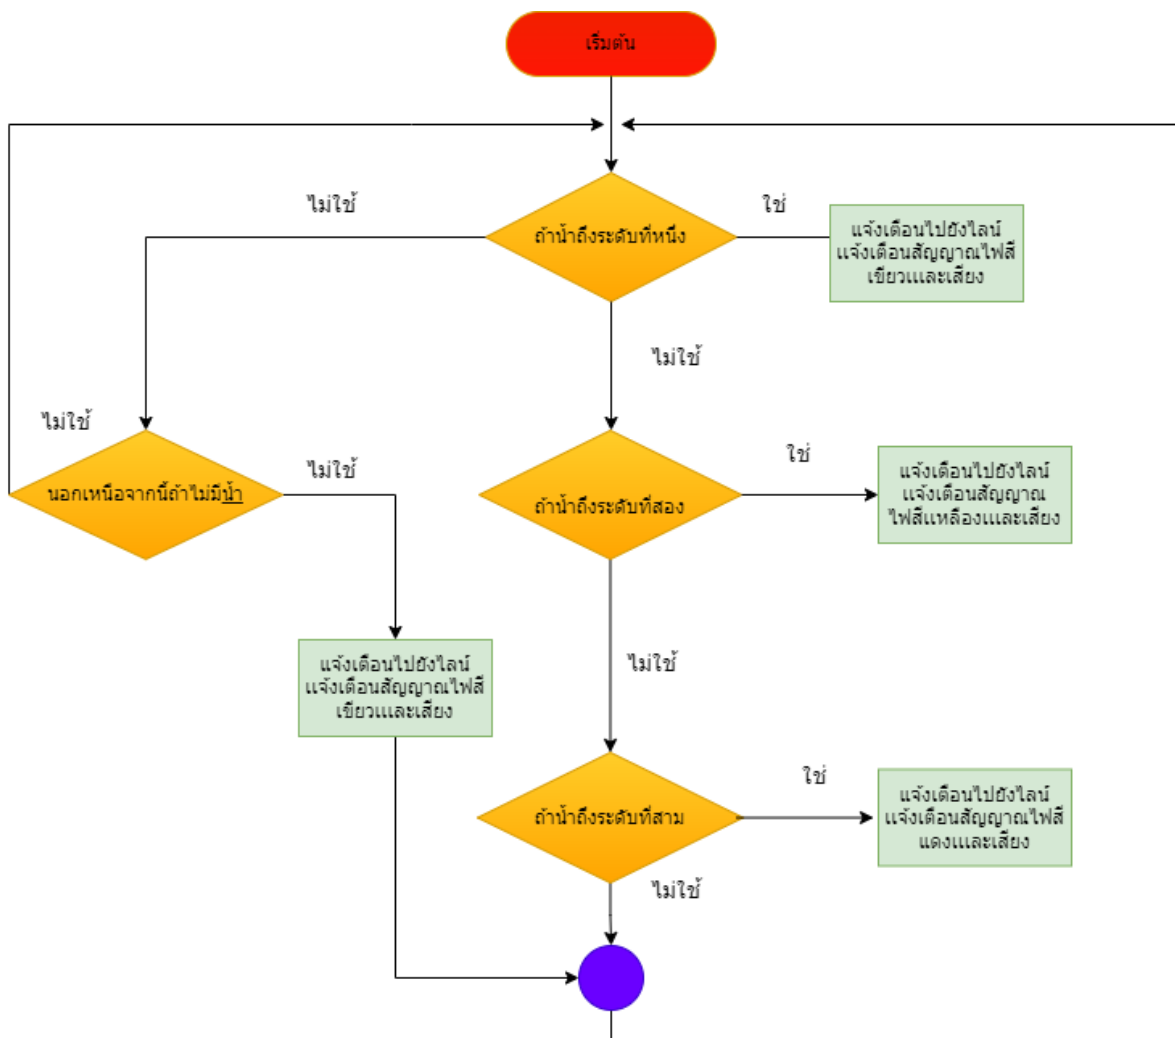 เริ่มต้น
ไม่ใช้
ใช่
ถ้าน้ำถึงระดับที่หนึ่ง
แจ้งเตือนไปยังไลน์
แจ้งเตือนสัญญาณไฟสี
เขียวเและเสียง
ไม่ใช้
ไม่ใช้
นอกเหนือจากนี้ถ้าไม่มีน้ำ
ไม่ใช้
ถ้าน้ำถึงระดับที่สอง
ใช่
แจ้งเตือนไปยังไลน์
แจ้งเตือนสัญญาณ
ไฟสีเเหลืองเและเสียง
แจ้งเตือนไปยังไลน์
แจ้งเตือนสัญญาณไฟสี
เขียวเและเสียง
ไม่ใช้
ถ้าน้ำถึงระดับที่สาม
ใช่
แจ้งเตือนไปยังไลน์
แจ้งเตือนสัญญาณไฟสี
แดงเและเสียง
ไม่ใช้